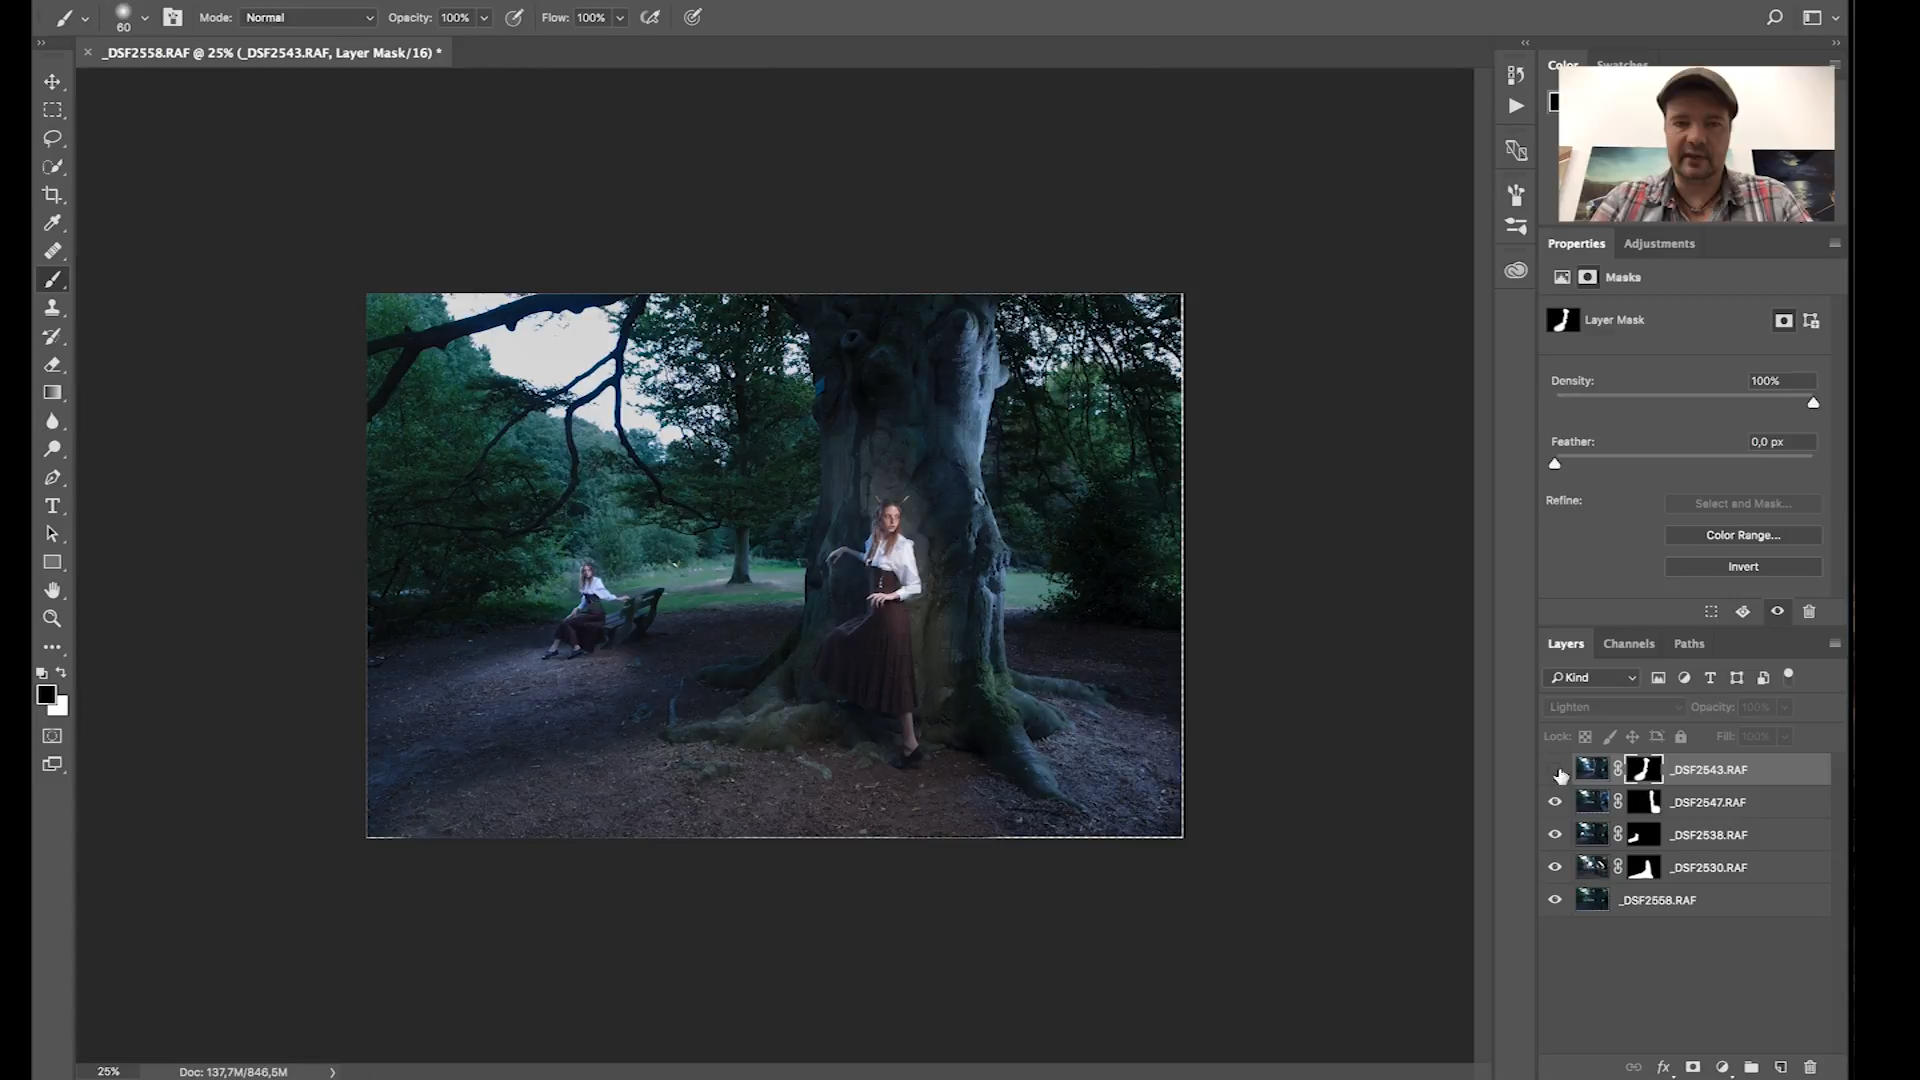 60
Mode: Normal
Opacity: 100%
Flow: 100%
_DSF2558.RAF @ 25% (_DSF2543.RAF, Layer Mask/16) *
Color
Swatches
Properties
Adjustments
Masks
Layer Mask
Density: 100%
Feather: 0,0 px
Refine:
Select and Mask...
Color Range...
Invert
Layers
Channels
Paths
Kind
Lighten
Opacity: 100%
Lock:
Fill: 100%
_DSF2543.RAF
_DSF2547.RAF
_DSF2538.RAF
_DSF2530.RAF
_DSF2558.RAF
25%
Doc: 137,7M/846,5M